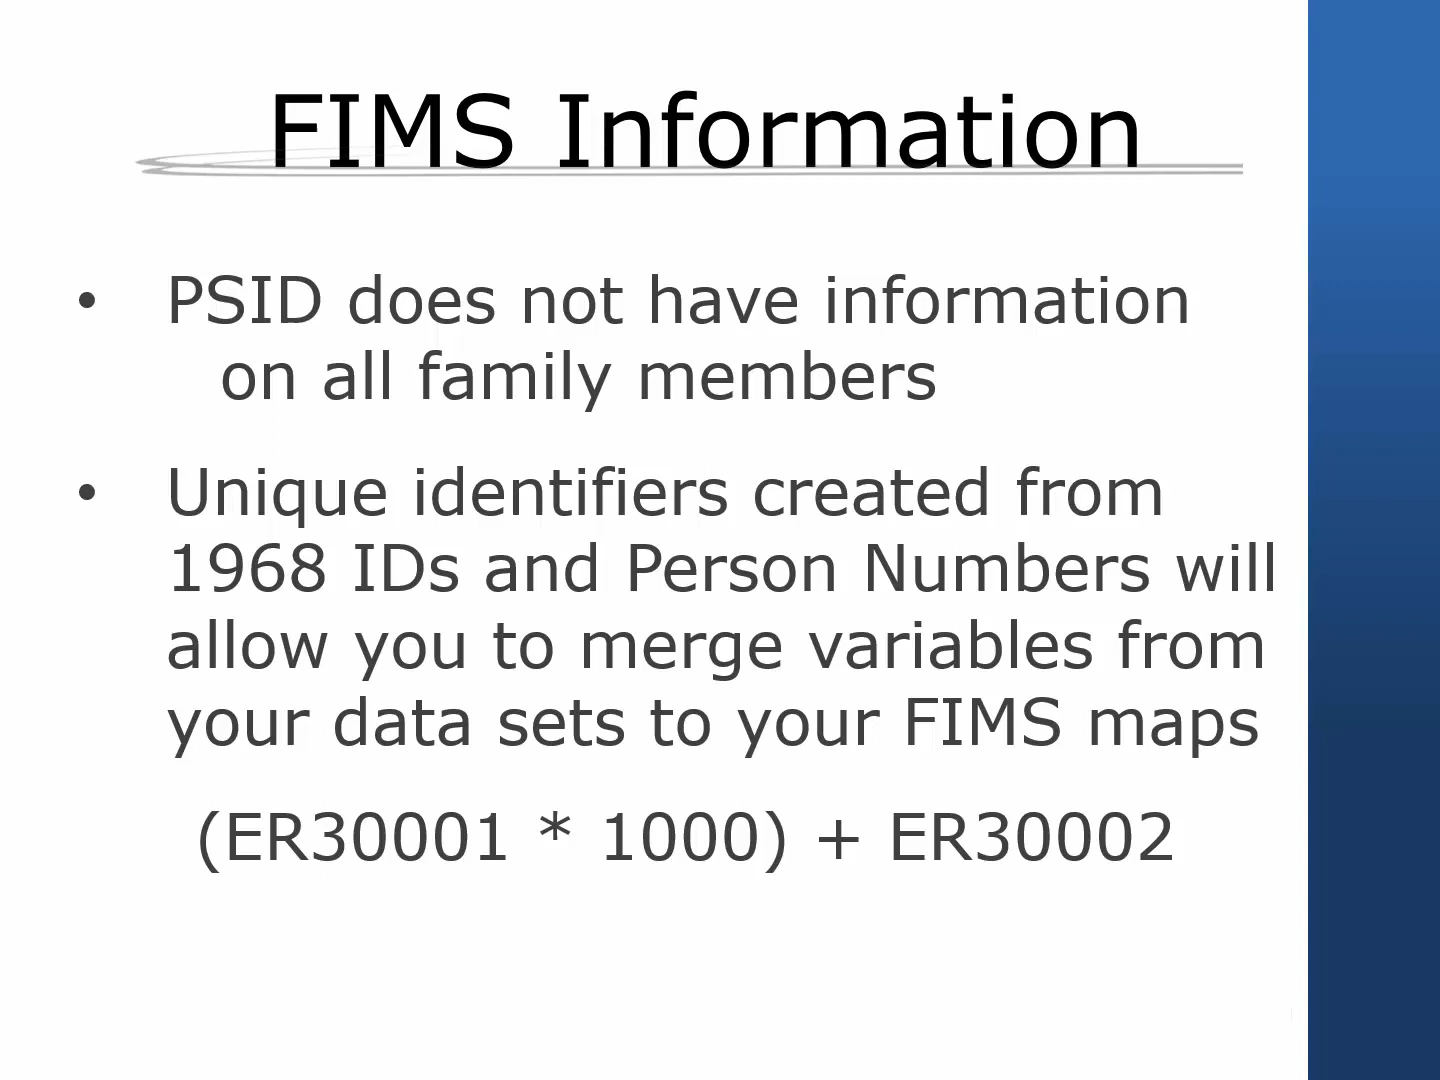 FIMS Information
• PSID does not have information
on all family members
• Unique identifiers created from
1968 IDs and Person Numbers will
allow you to merge variables from
your data sets to your FIMS maps
(ER30001 * 1000) + ER30002